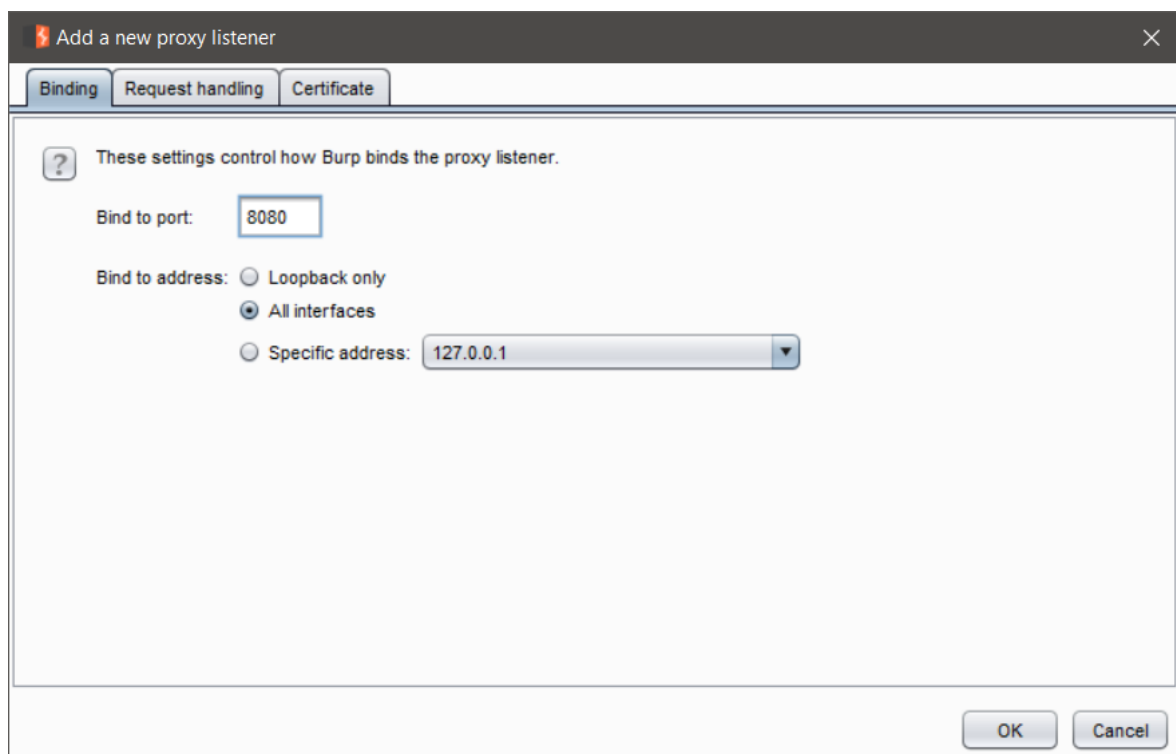 Add a new proxy listener
Binding Request handling Certificate
? These settings control how Burp binds the proxy listener.
Bind to port: 8080
Bind to address: Loopback only
All interfaces
Specific address: 127.0.0.1
OK Cancel